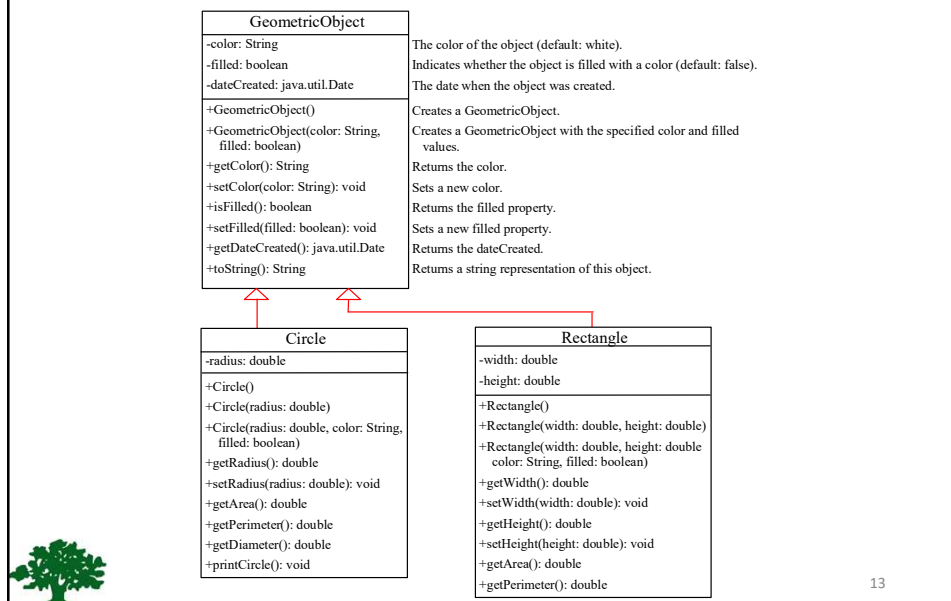 GeometricObject
-color: String
The color of the object (default: white).
-filled: boolean
Indicates whether the object is filled with a color (default: false).
-dateCreated: java.util.Date
The date when the object was created.
+GeometricObject()
Creates a GeometricObject.
+GeometricObject(color: String,
filled: boolean)
Creates a GeometricObject with the specified color and filled
values.
+getColor(): String
Returns the color.
+setColor(color: String): void
Sets a new color.
+isFilled(): boolean
Returns the filled property.
+setFilled(filled: boolean): void
Sets a new filled property.
+getDateCreated(): java.util.Date
Returns the dateCreated.
+toString(): String
Returns a string representation of this object.
Circle
-radius: double
+Circle()
+Circle(radius: double)
+Circle(radius: double, color: String,
filled: boolean)
+getRadius(): double
+setRadius(radius: double): void
+getArea(): double
+getPerimeter(): double
+getDiameter(): double
+printCircle(): void
Rectangle
-width: double
-height: double
+Rectangle()
+Rectangle(width: double, height: double)
+Rectangle(width: double, height: double
color: String, filled: boolean)
+getWidth(): double
+setWidth(width: double): void
+getHeight(): double
+setHeight(height: double): void
+getArea(): double
+getPerimeter(): double
13